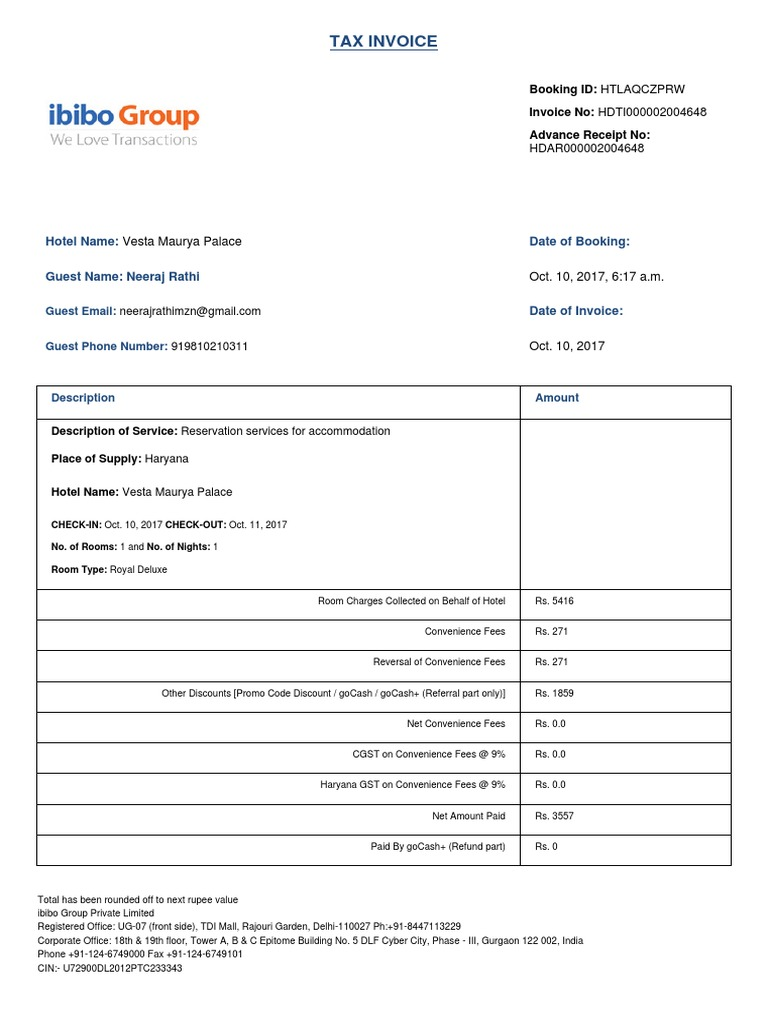 TAX INVOICE
ibibo Group
We Love Transactions
Booking ID: HTLAQCZPRW
Invoice No: HDTI000002004648
Advance Receipt No:
HDAR000002004648
Hotel Name: Vesta Maurya Palace
Date of Booking:
Guest Name: Neeraj Rathi
Oct. 10, 2017, 6:17 a.m.
Guest Email: neerajrathimzn@gmail.com
Date of Invoice:
Guest Phone Number: 919810210311
Oct. 10, 2017
Description Amount
Description of Service: Reservation services for accommodation
Place of Supply: Haryana
Hotel Name: Vesta Maurya Palace
CHECK-IN: Oct. 10, 2017 CHECK-OUT: Oct. 11, 2017
No. of Rooms: 1 and No. of Nights: 1
Room Type: Royal Deluxe
Room Charges Collected on Behalf of Hotel Rs. 5416
Convenience Fees Rs. 271
Reversal of Convenience Fees Rs. 271
Other Discounts [Promo Code Discount / goCash / goCash+ (Referral part only)] Rs. 1859
Net Convenience Fees Rs. 0.0
CGST on Convenience Fees @ 9% Rs. 0.0
Haryana GST on Convenience Fees @ 9% Rs. 0.0
Net Amount Paid Rs. 3557
Paid By goCash+ (Refund part) Rs. 0
Total has been rounded off to next rupee value
ibibo Group Private Limited
Registered Office: UG-07 (front side), TDI Mall, Rajouri Garden, Delhi-110027 Ph:+91-8447113229
Corporate Office: 18th & 19th floor, Tower A, B & C Epitome Building No. 5 DLF Cyber City, Phase - III, Gurgaon 122 002, India
Phone +91-124-6749000 Fax +91-124-6749101
CIN:- U72900DL2012PTC233343